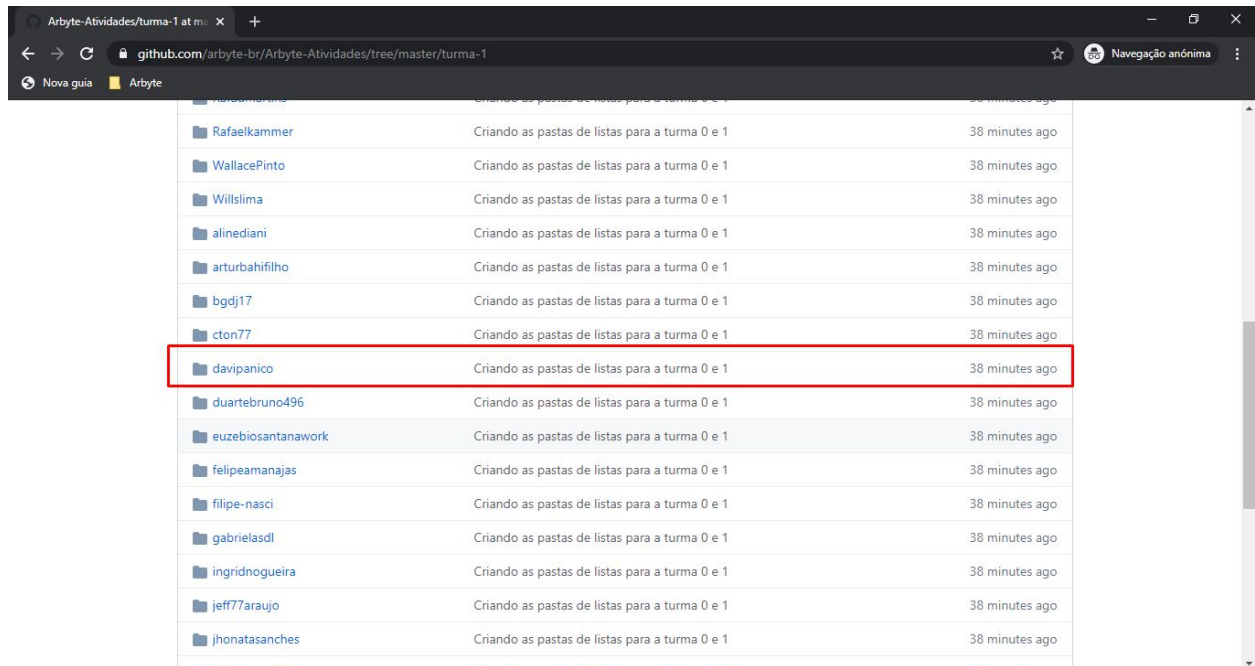 Arbyte-Atividades/turma-1 at ma
github.com/arbyte-br/Arbyte-Atividades/tree/master/turma-1
Navegação anónima
Nova guia
Arbyte
Rafaelkammer Criando as pastas de listas para a turma 0 e 1 38 minutes ago
WallacePinto Criando as pastas de listas para a turma 0 e 1 38 minutes ago
Willslima Criando as pastas de listas para a turma 0 e 1 38 minutes ago
alinediani Criando as pastas de listas para a turma 0 e 1 38 minutes ago
arturbahifilho Criando as pastas de listas para a turma 0 e 1 38 minutes ago
bgdj17 Criando as pastas de listas para a turma 0 e 1 38 minutes ago
cton77 Criando as pastas de listas para a turma 0 e 1 38 minutes ago
davipanico Criando as pastas de listas para a turma 0 e 1 38 minutes ago
duartebruno496 Criando as pastas de listas para a turma 0 e 1 38 minutes ago
euzebiosantanawork Criando as pastas de listas para a turma 0 e 1 38 minutes ago
felipeamanajas Criando as pastas de listas para a turma 0 e 1 38 minutes ago
filipe-nasci Criando as pastas de listas para a turma 0 e 1 38 minutes ago
gabrielasdl Criando as pastas de listas para a turma 0 e 1 38 minutes ago
ingridnogueira Criando as pastas de listas para a turma 0 e 1 38 minutes ago
jeff77araujo Criando as pastas de listas para a turma 0 e 1 38 minutes ago
jhonatasanches Criando as pastas de listas para a turma 0 e 1 38 minutes ago